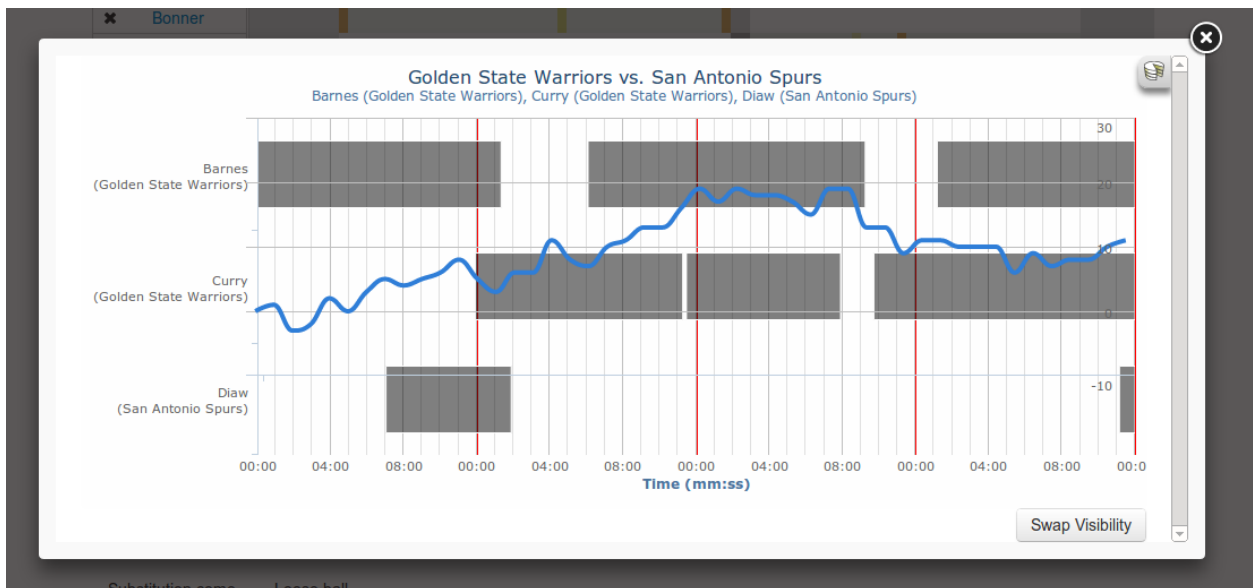 Bonner
Golden State Warriors vs. San Antonio Spurs
Barnes (Golden State Warriors), Curry (Golden State Warriors), Diaw (San Antonio Spurs)
30
Barnes
(Golden State Warriors)
20
10
Curry
(Golden State Warriors)
0
-10
Diaw
(San Antonio Spurs)
00:00 04:00 08:00 00:00 04:00 08:00 00:00 04:00 08:00 00:00 04:00 08:00 00:0
Time (mm:ss)
Swap Visibility